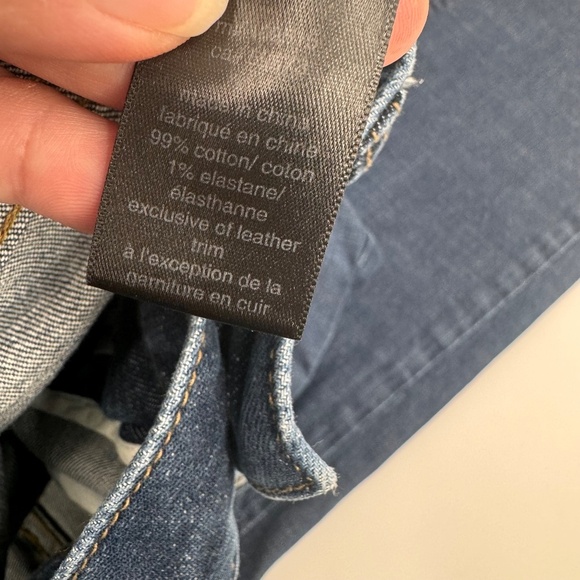 made in china
fabriqué en chine
99% cotton/ coton
1% elastane/
élasthanne
exclusive of leather
trim
à l'exception de la
garniture en cuir